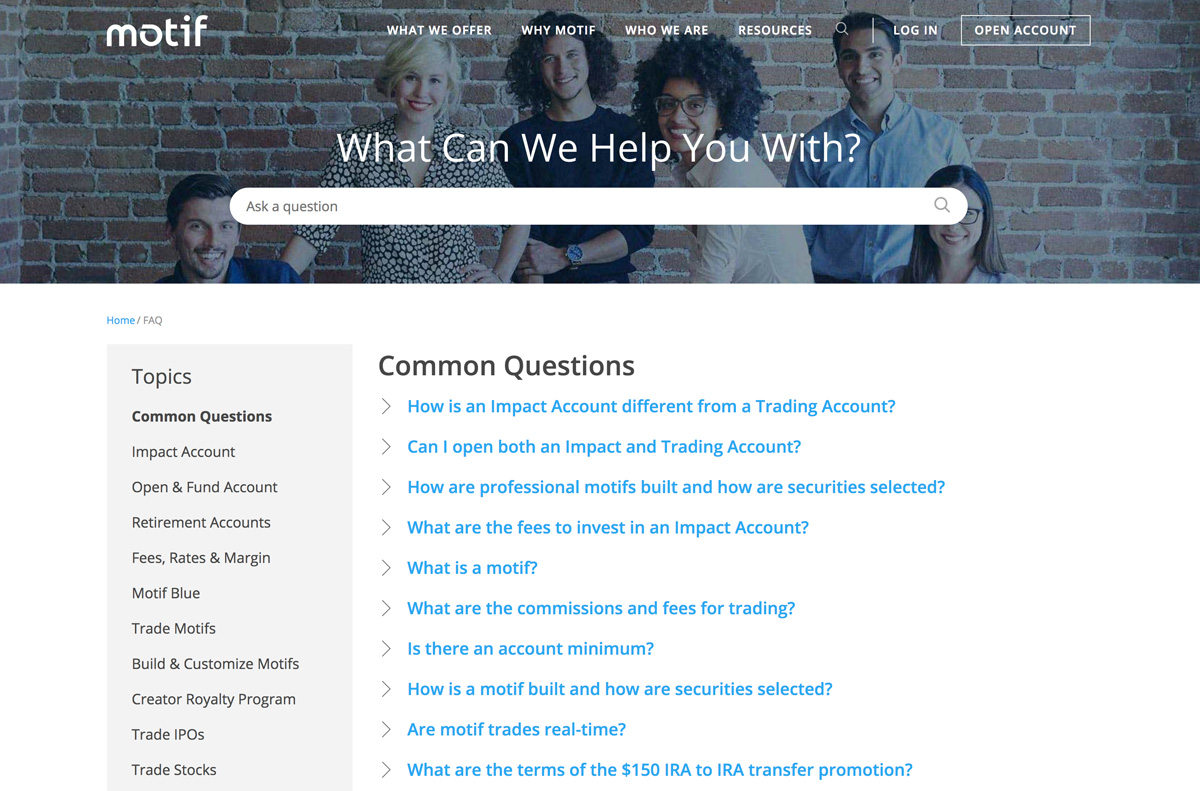 motif
WHAT WE OFFER WHY MOTIF WHO WE ARE RESOURCES LOG IN OPEN ACCOUNT
What Can We Help You With?
Ask a question
Home / FAQ
Topics
Common Questions
Impact Account
Open & Fund Account
Retirement Accounts
Fees, Rates & Margin
Motif Blue
Trade Motifs
Build & Customize Motifs
Creator Royalty Program
Trade IPOs
Trade Stocks
Common Questions
How is an Impact Account different from a Trading Account?
Can I open both an Impact and Trading Account?
How are professional motifs built and how are securities selected?
What are the fees to invest in an Impact Account?
What is a motif?
What are the commissions and fees for trading?
Is there an account minimum?
How is a motif built and how are securities selected?
Are motif trades real-time?
What are the terms of the $150 IRA to IRA transfer promotion?